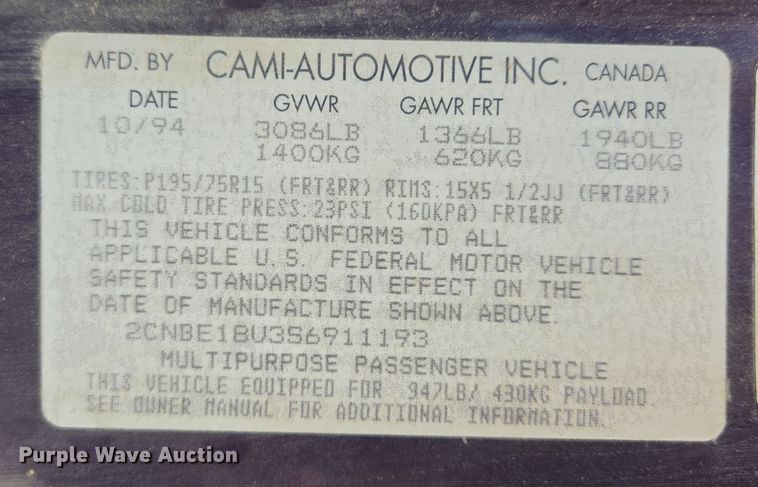 MFD. BY CAMI-AUTOMOTIVE INC. CANADA
DATE GVWR GAWR FRT GAWR RR
10/94 3086LB 1366LB 1940LB
1400KG 620KG 880KG
TIRES:P195/75R15 (FRT&RR) RIMS:15X5 1/2JJ (FRT&RR)
MAX COLD TIRE PRESS:23PSI (160KPA) FRT&RR
THIS VEHICLE CONFORMS TO ALL
APPLICABLE U.S. FEDERAL MOTOR VEHICLE
SAFETY STANDARDS IN EFFECT ON THE
DATE OF MANUFACTURE SHOWN ABOVE.
2CNBE18U3S6911193
MULTIPURPOSE PASSENGER VEHICLE
THIS VEHICLE EQUIPPED FOR 947LB/ 430KG PAYLOAD
SEE OWNER MANUAL FOR ADDITIONAL INFORMATION.
Purple Wave Auction